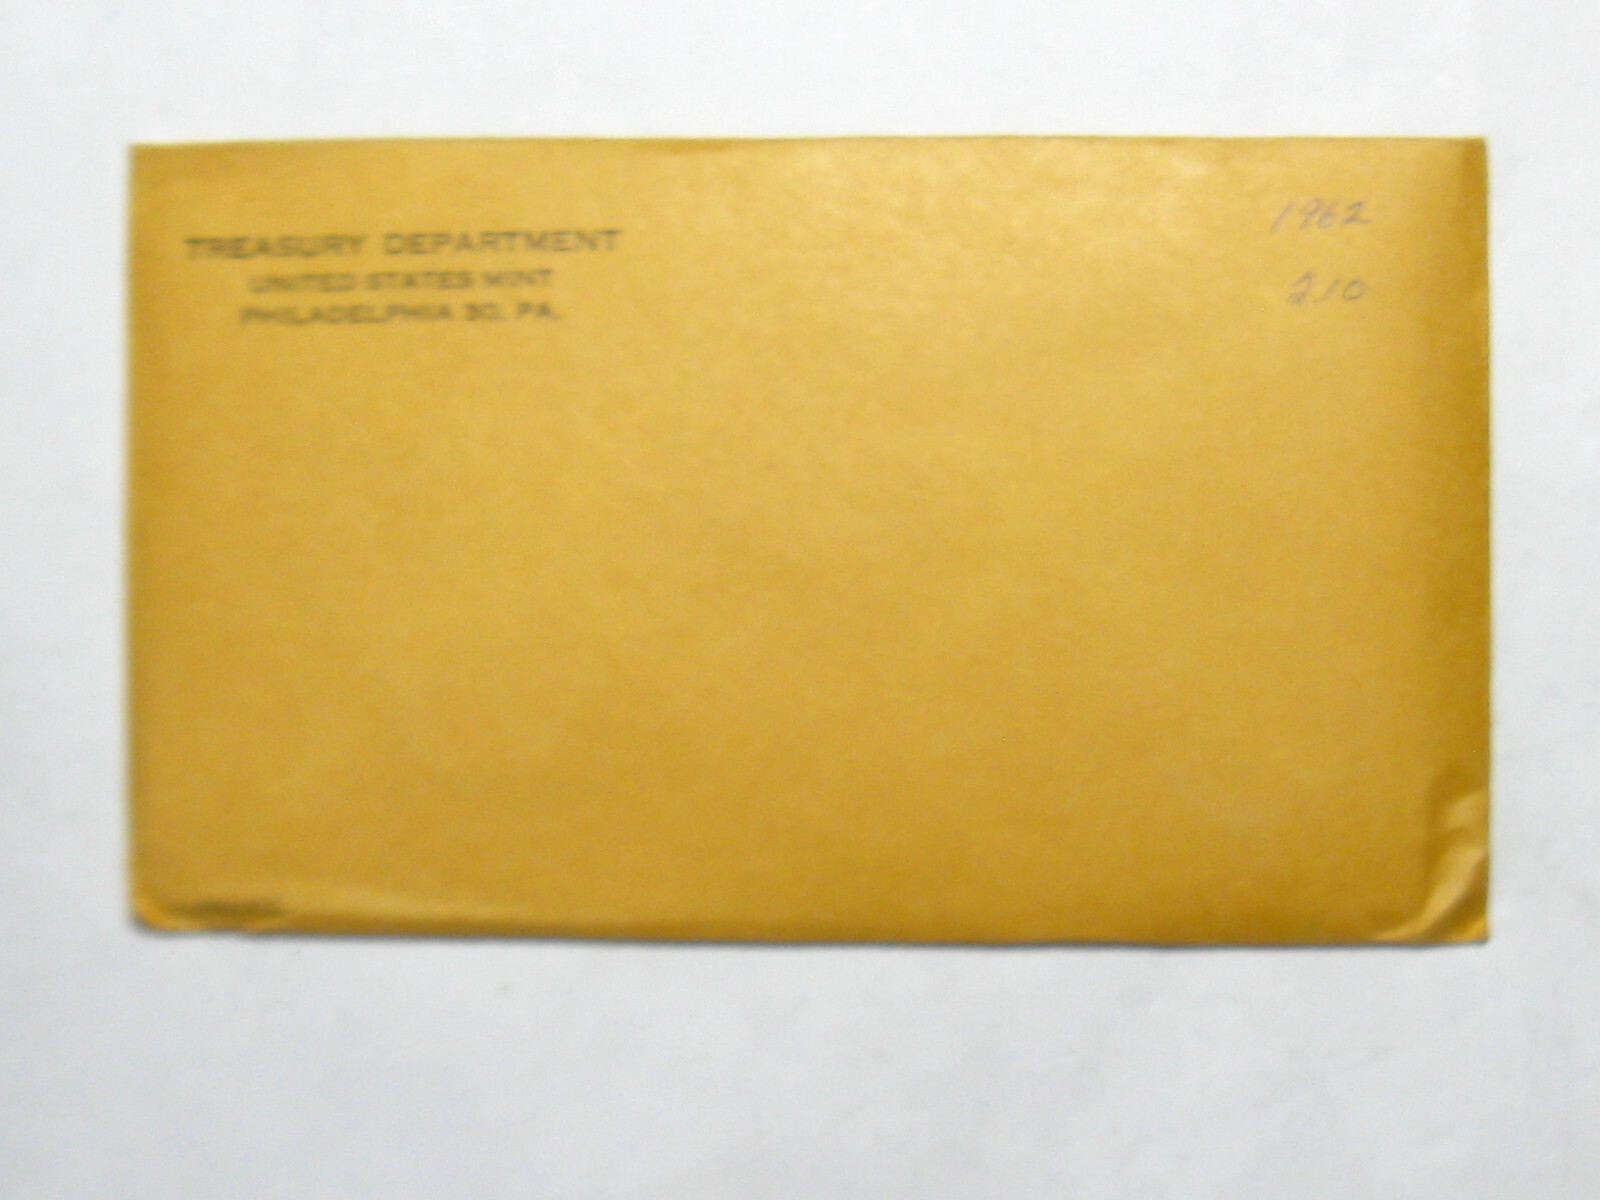 TREASURY DEPARTMENT
UNITED STATES MINT
PHILADELPHIA 30, PA.
1962
2.10